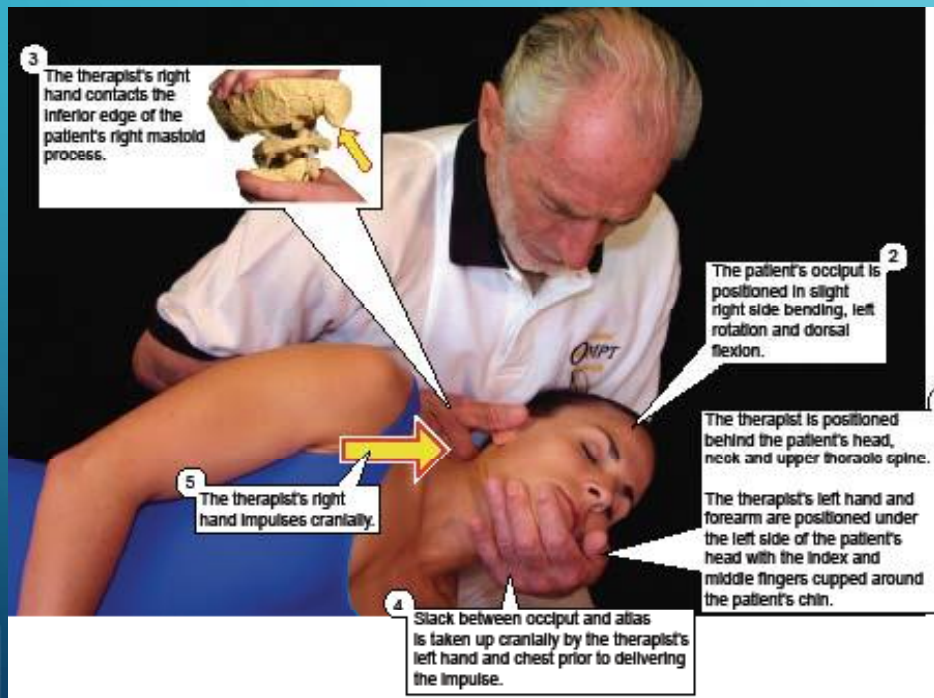 3
The therapist's right
hand contacts the
inferior edge of the
patient's right mastoid
process.
2
The patient's occiput is
positioned in slight
right side bending, left
rotation and dorsal
flexion.
OMPT
The therapist is positioned
behind the patient's head,
neck and upper thoracic spine.
The therapist's left hand and
forearm are positioned under
the left side of the patient's
head with the index and
middle fingers cupped around
the patient's chin.
5
The therapist's right
hand impulses cranially.
4
Slack between occiput and atlas
is taken up cranially by the therapist's
left hand and chest prior to delivering
the impulse.